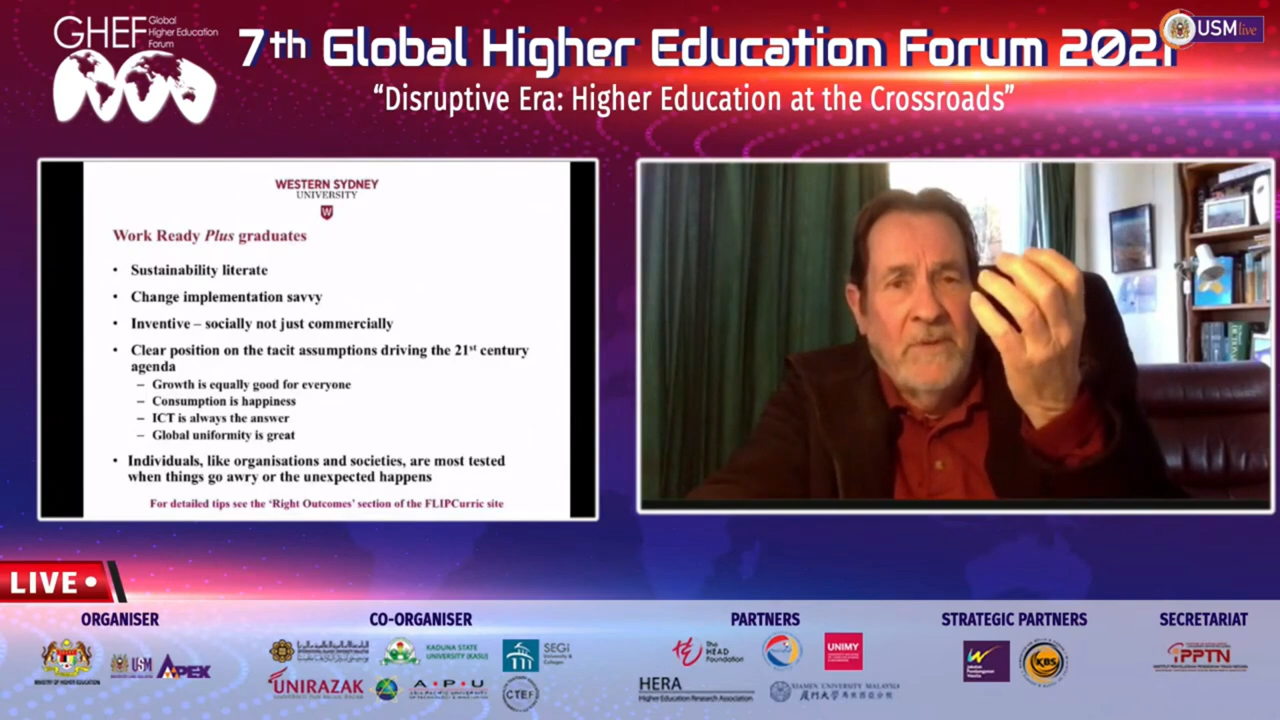 GHEF Global
Higher Education
Forum
7th Global Higher Education Forum 2021
USM live
"Disruptive Era: Higher Education at the Crossroads"
WESTERN SYDNEY
UNIVERSITY
W
Work Ready Plus graduates
• Sustainability literate
• Change implementation savvy
• Inventive – socially not just commercially
• Clear position on the tacit assumptions driving the 21st century
agenda
– Growth is equally good for everyone
– Consumption is happiness
– ICT is always the answer
– Global uniformity is great
• Individuals, like organisations and societies, are most tested
when things go awry or the unexpected happens
For detailed tips see the 'Right Outcomes' section of the FLIPCurric site
LIVE
ORGANISER
CO-ORGANISER
PARTNERS
STRATEGIC PARTNERS
SECRETARIAT
MINISTRY OF HIGHER EDUCATION
USM
APEX
KADUNA STATE
UNIVERSITY (KASU)
SEGi
University &
Colleges
UNIRAZAK
A P U
CTEF
The
HEAD
Foundation
UNIMY
HERA
Higher Education Research Association
XIAMEN UNIVERSITY MALAYSIA
厦门大学马来西亚分校
KBS
IPPTN